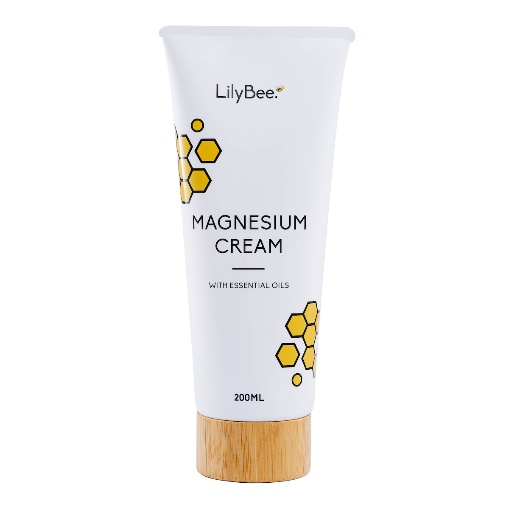 LilyBee.
MAGNESIUM
CREAM
WITH ESSENTIAL OILS
200ML